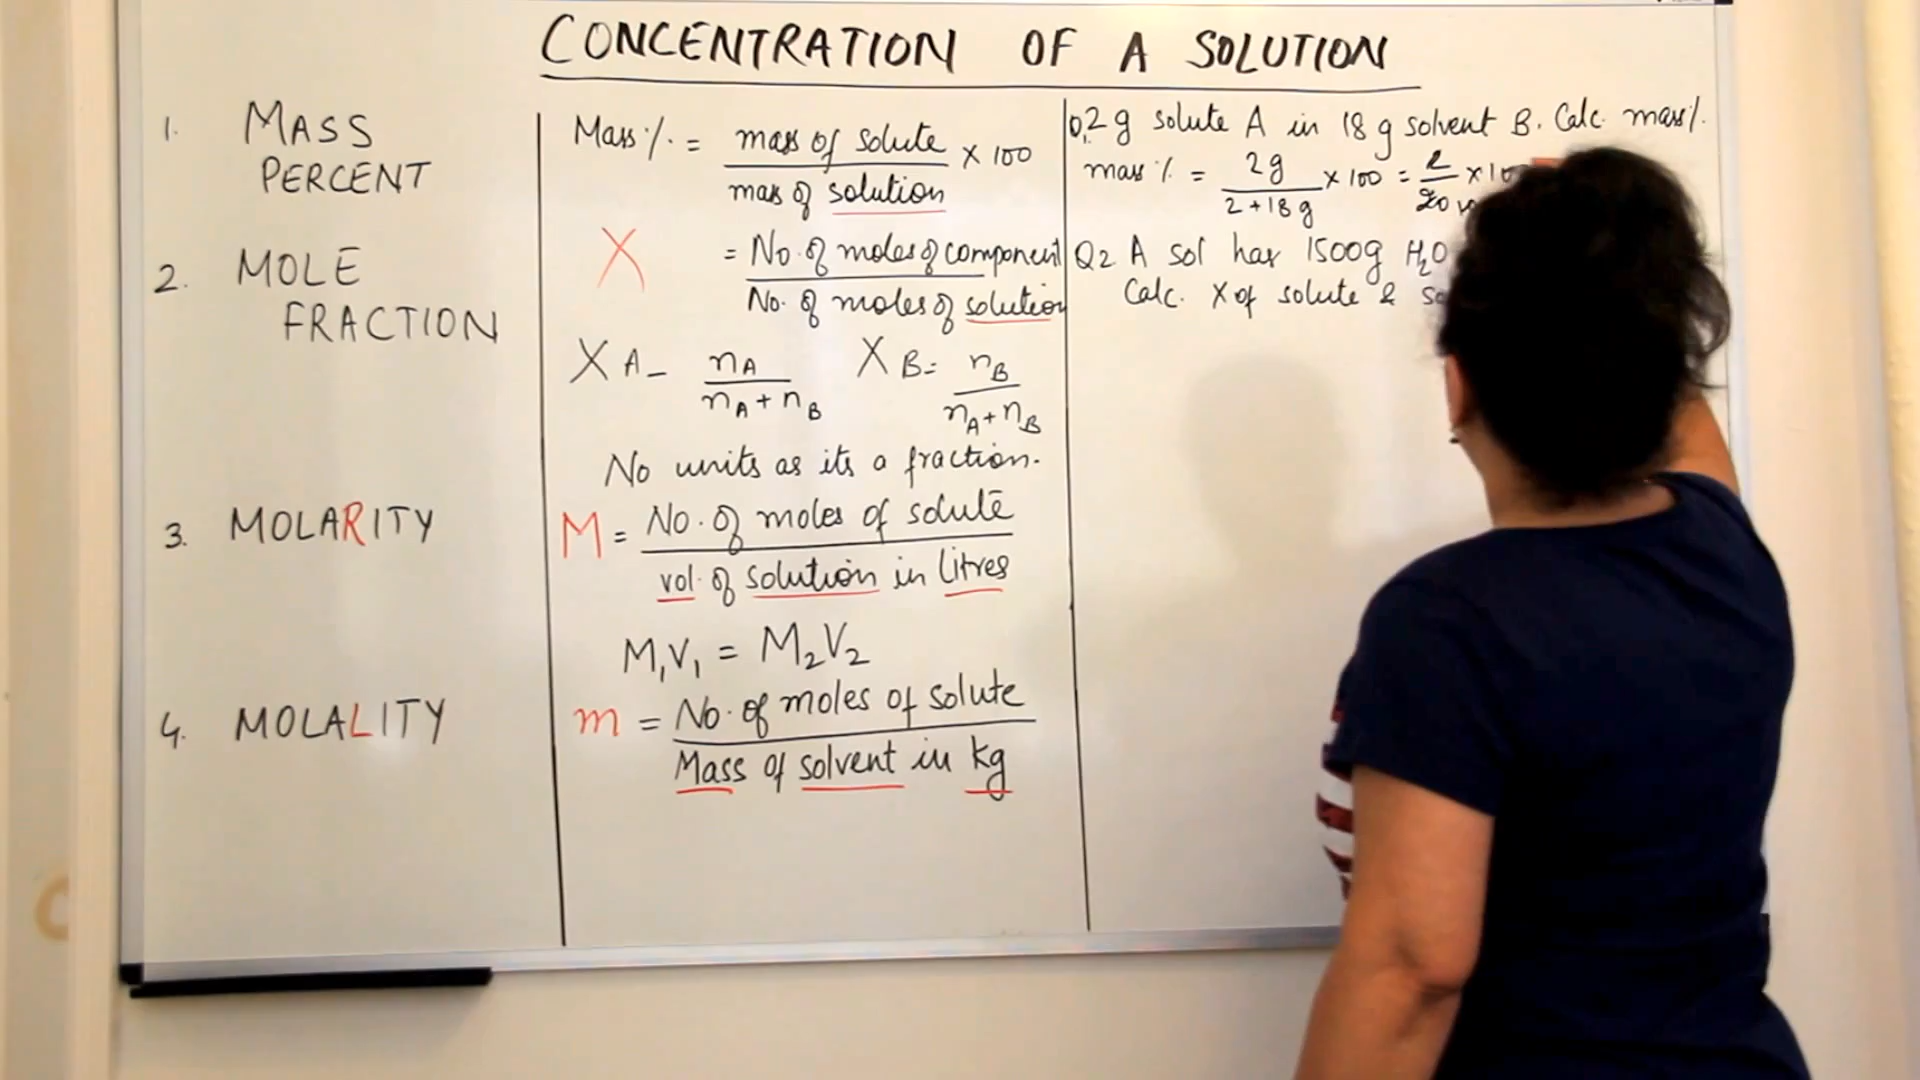 CONCENTRATION OF A SOLUTION
1. MASS
PERCENT
Mass % = mass of solute × 100
mass of solution
Q1 2g solute A in 18 g solvent B. Calc. mass %.
mass % = 2g × 100 = 2
2 + 18 g 20
2. MOLE
FRACTION
X = No. of moles of component
No. of moles of solution
Q2 A sol has 1500g H2O
Calc. X of solute &
XA = nA
nA + nB
XB = nB
nA + nB
No units as its a fraction.
3. MOLARITY
M = No. of moles of solute
vol. of solution in litres
M1V1 = M2V2
4. MOLALITY
m = No. of moles of solute
Mass of solvent in kg